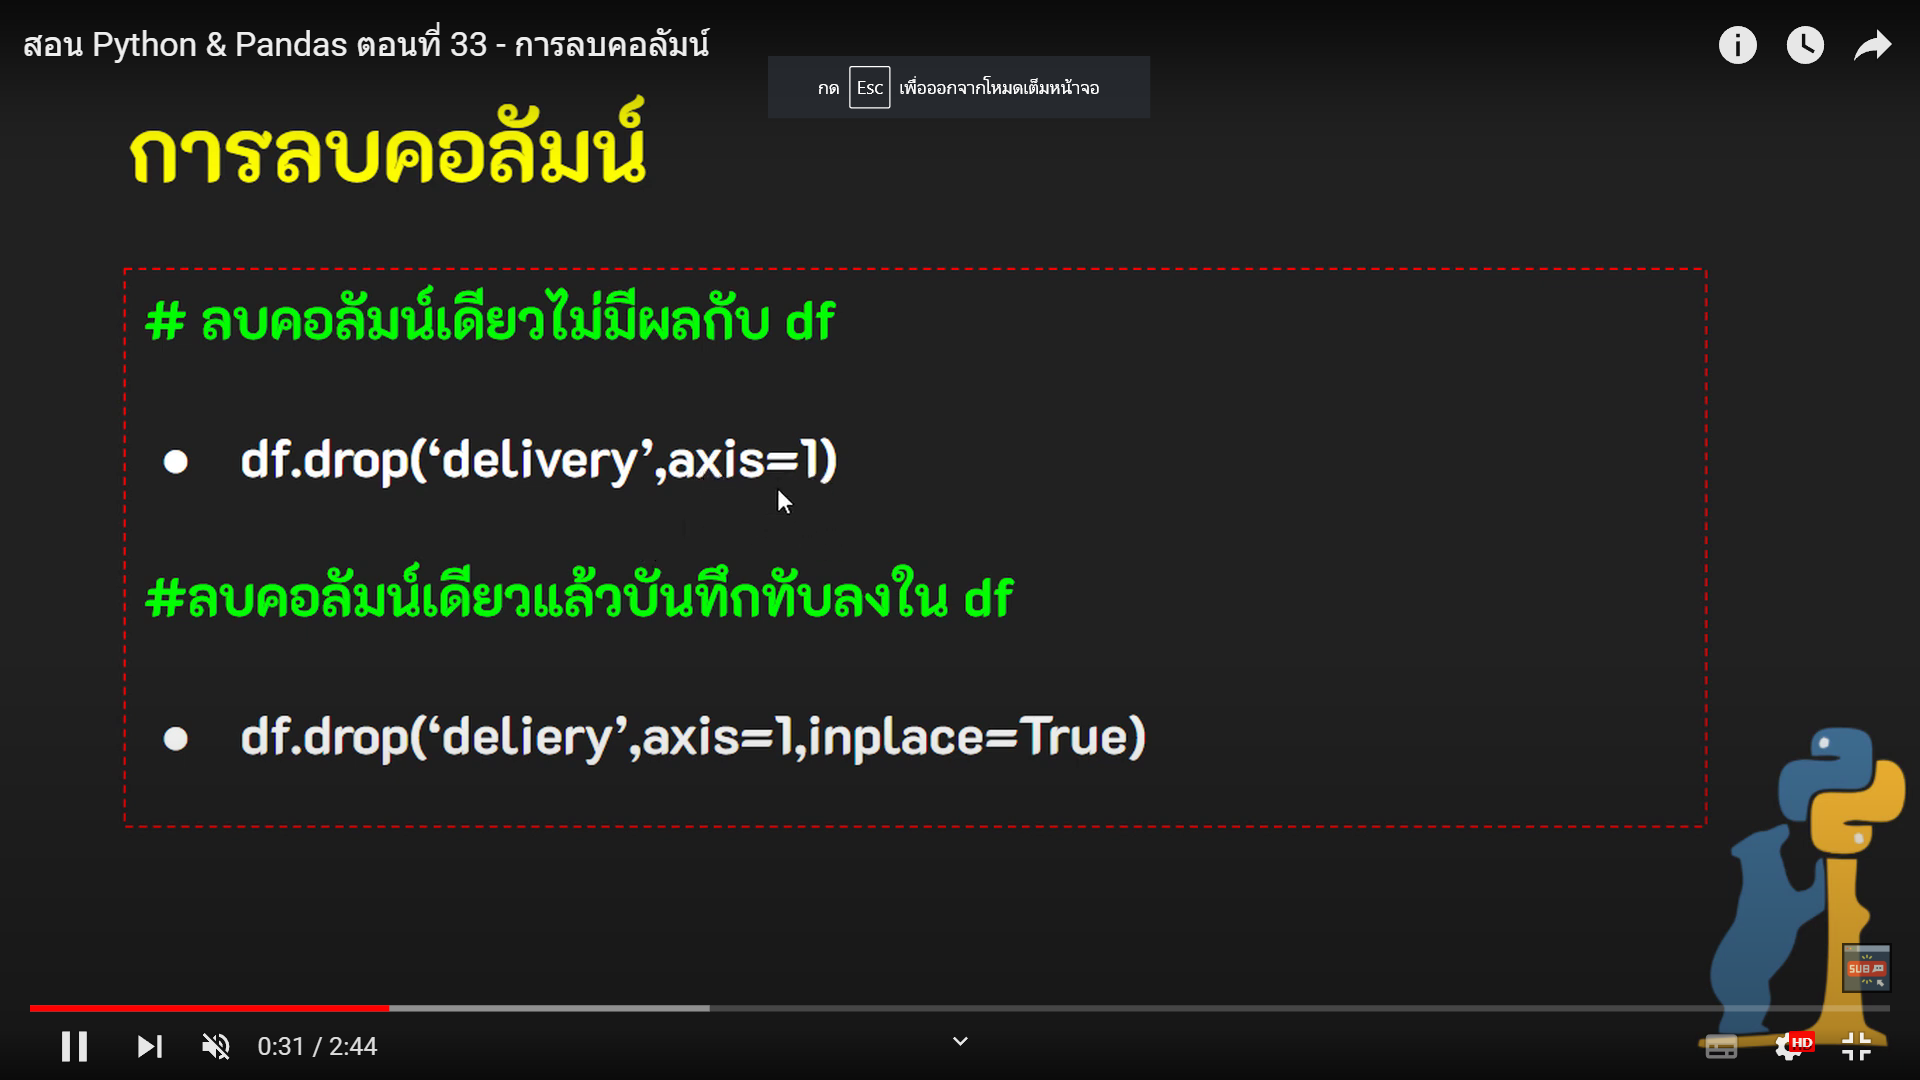 สอน Python & Pandas ตอนที่ 33 - การลบคอลัมน์
กด Esc เพื่อออกจากโหมดเต็มหน้าจอ
การลบคอลัมน์
# ลบคอลัมน์เดียวไม่มีผลกับ df
● df.drop(‘delivery’,axis=1)
#ลบคอลัมน์เดียวแล้วบันทึกทับลงใน df
● df.drop(‘deliery’,axis=1,inplace=True)
SUB
0:31 / 2:44
HD